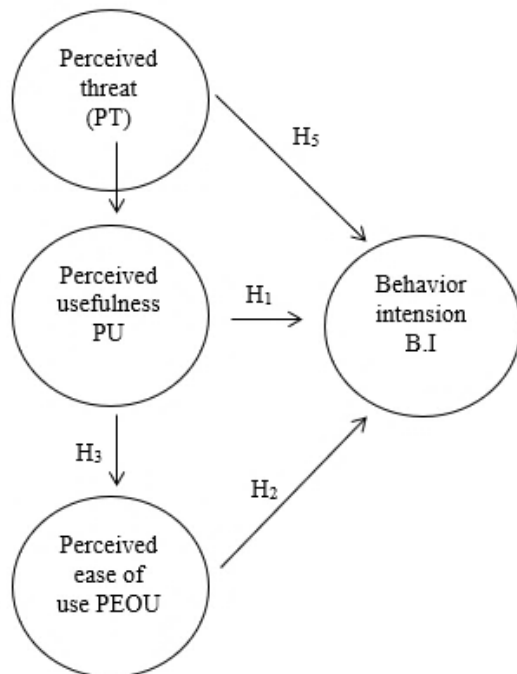 Perceived
threat
(PT)
H₅
Perceived
usefulness
PU
H₁
Behavior
intension
B.I
H₃
H₂
Perceived
ease of
use PEOU